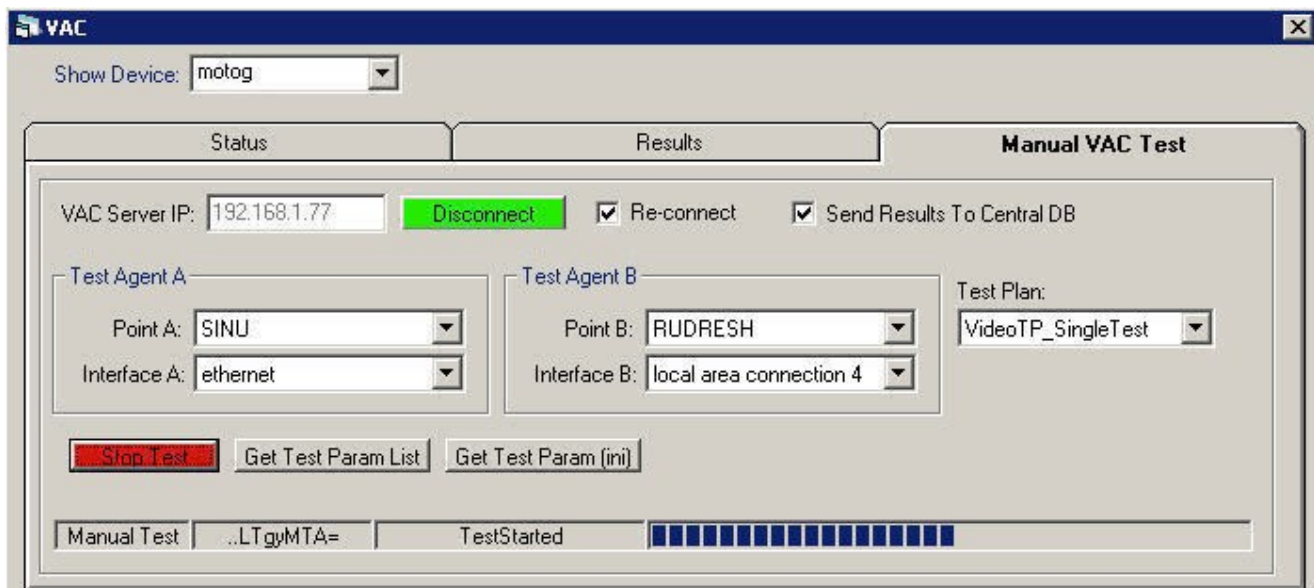 VAC
Show Device: motog
Status Results Manual VAC Test
VAC Server IP: 192.168.1.77 Disconnect Re-connect Send Results To Central DB
Test Agent A Test Agent B
Test Plan:
Point A: SINU Point B: RUDRESH VideoTP_SingleTest
Interface A: ethernet Interface B: local area connection 4
Stop Test Get Test Param List Get Test Param (ini)
Manual Test ..LTgyMTA= TestStarted